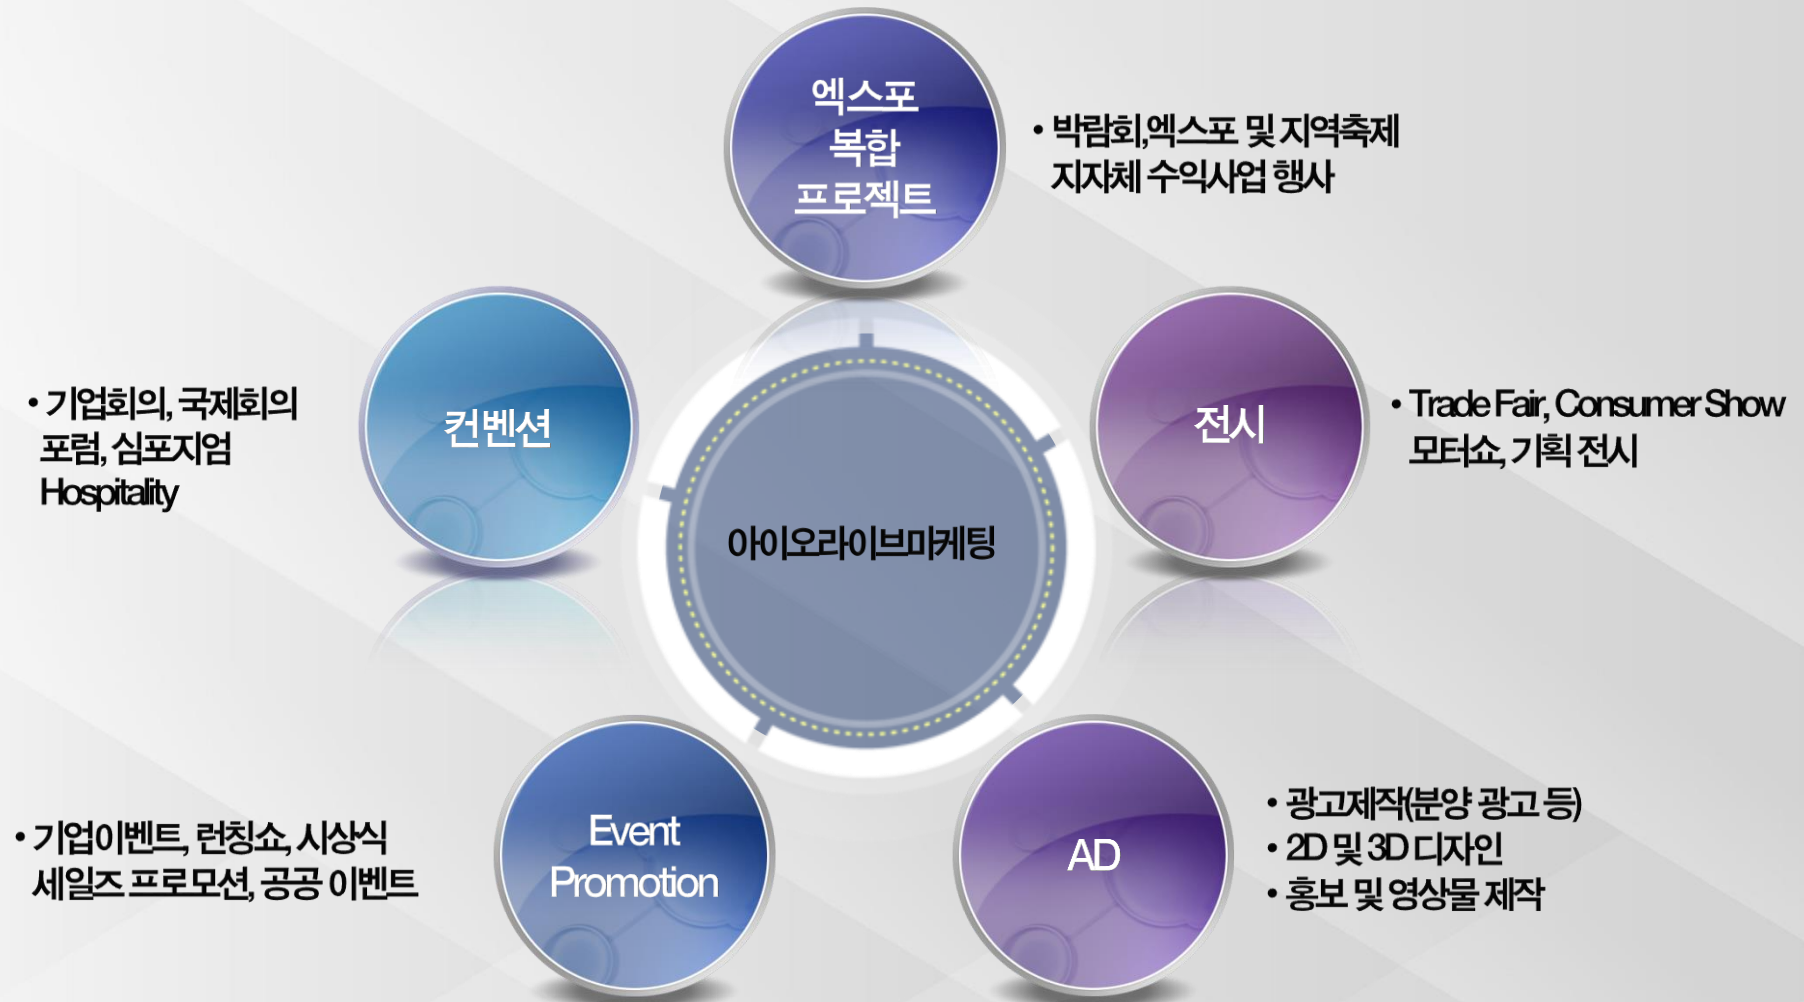 엑스포
복합
프로젝트
• 박람회,엑스포 및 지역축제
지자체 수익사업 행사
컨벤션
• 기업회의, 국제회의
포럼, 심포지엄
Hospitality
전시
• Trade Fair, Consumer Show
모터쇼, 기획 전시
아이오라이브마케팅
Event
Promotion
• 기업이벤트, 런칭쇼, 시상식
세일즈 프로모션, 공공 이벤트
AD
• 광고제작(분양 광고 등)
• 2D 및 3D 디자인
• 홍보 및 영상물 제작